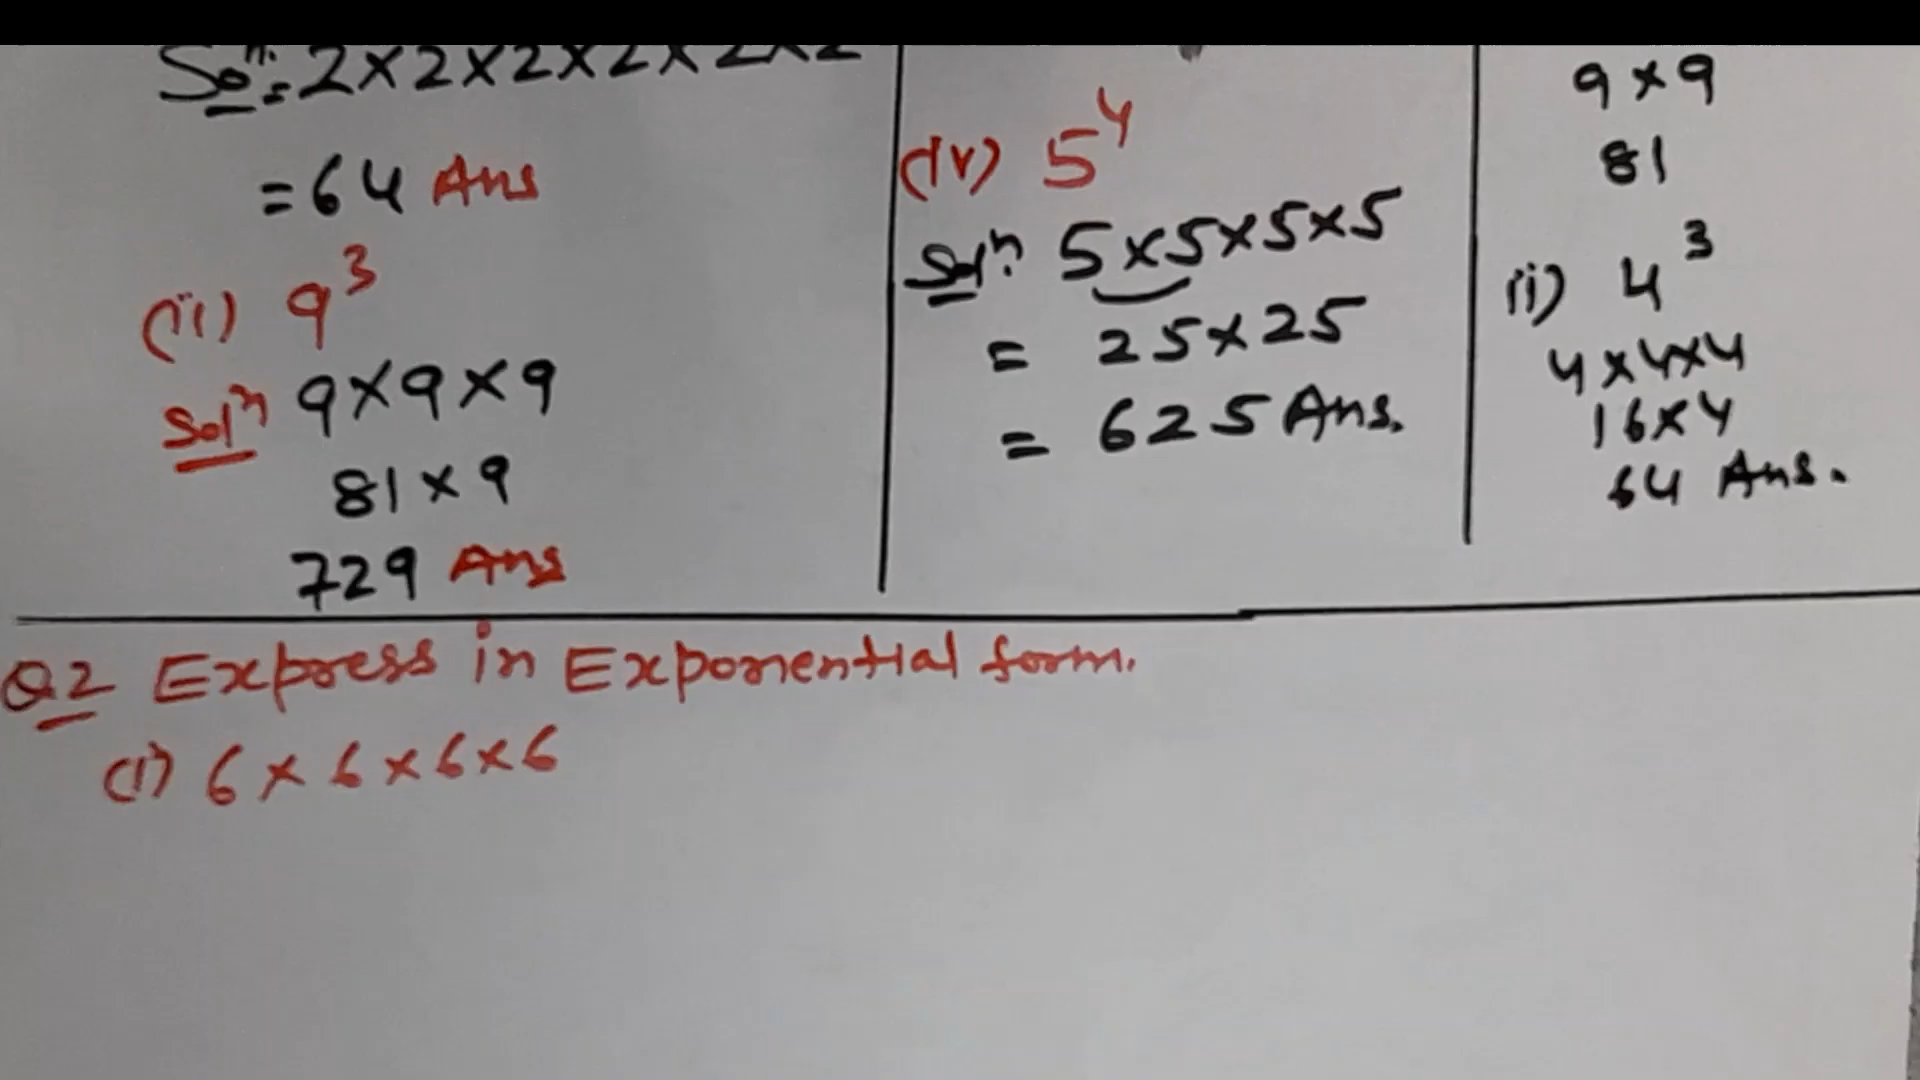 Soln: 2×2×2×2×2×2
=64 Ans
(iii) 9³
Soln 9×9×9
81×9
729 Ans
(iv) 5⁴
Soln: 5×5×5×5
= 25×25
= 625 Ans.
9×9
81
(ii) 4³
4×4×4
16×4
64 Ans.
Q2 Express in Exponential form.
(i) 6×6×6×6